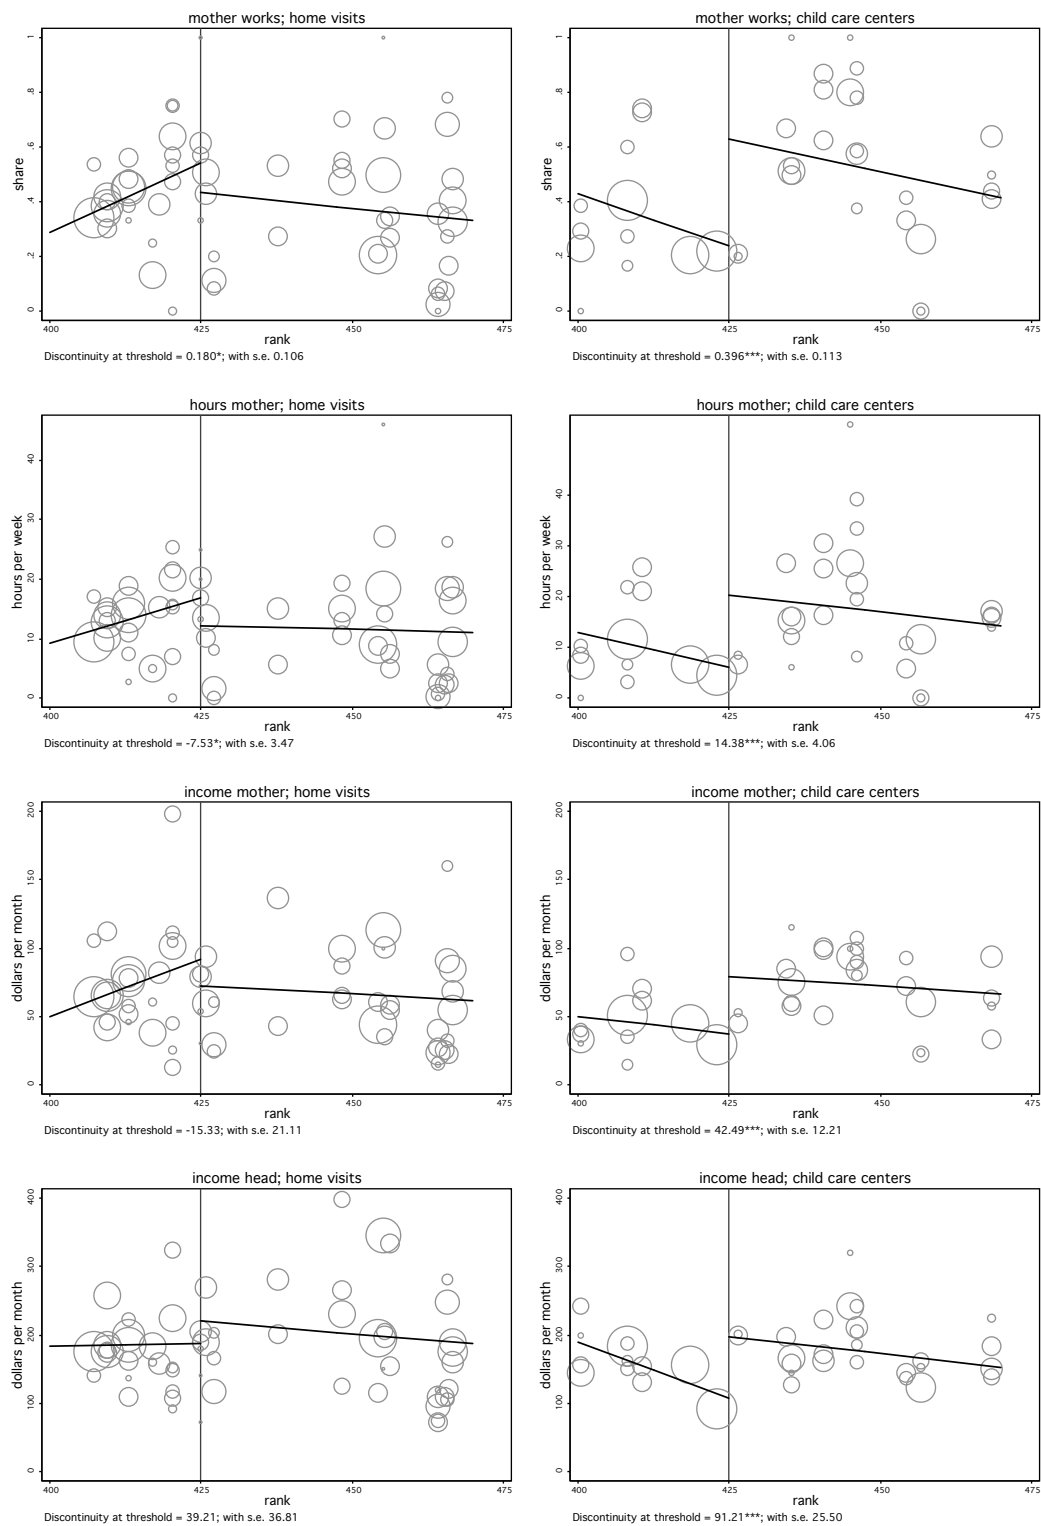 mother works; home visits
share
0 .2 .4 .6 .8 1
400 425 450 475
rank
Discontinuity at threshold = 0.180*; with s.e. 0.106
mother works; child care centers
share
0 .2 .4 .6 .8 1
400 425 450 475
rank
Discontinuity at threshold = 0.396***; with s.e. 0.113
hours mother; home visits
hours per week
0 10 20 30 40
400 425 450 475
rank
Discontinuity at threshold = -7.53*; with s.e. 3.47
hours mother; child care centers
hours per week
0 10 20 30 40
400 425 450 475
rank
Discontinuity at threshold = 14.38***; with s.e. 4.06
income mother; home visits
dollars per month
0 50 100 150 200
400 425 450 475
rank
Discontinuity at threshold = -15.33; with s.e. 21.11
income mother; child care centers
dollars per month
0 50 100 150 200
400 425 450 475
rank
Discontinuity at threshold = 42.49***; with s.e. 12.21
income head; home visits
dollars per month
0 100 200 300 400
400 425 450 475
rank
Discontinuity at threshold = 39.21; with s.e. 36.81
income head; child care centers
dollars per month
0 100 200 300 400
400 425 450 475
rank
Discontinuity at threshold = 91.21***; with s.e. 25.50